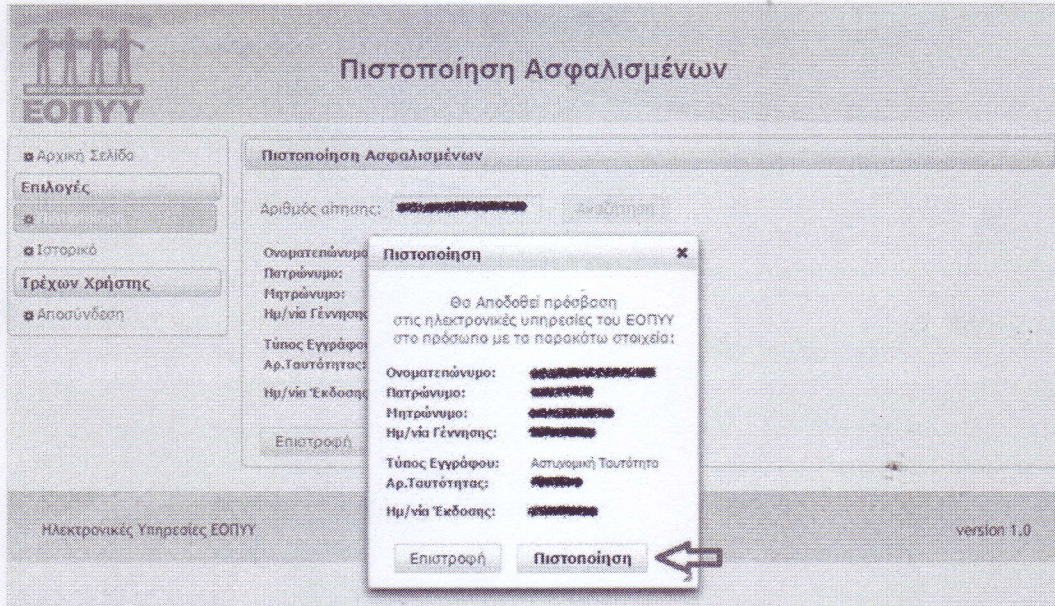 Πιστοποίηση Ασφαλισμένων
ΕΟΠΥΥ
Αρχική Σελίδα
Επιλογές
Ιστορικό
Τρέχων Χρήστης
Αποσύνδεση
Πιστοποίηση Ασφαλισμένων
Αριθμός αίτησης:
Αναζήτηση
Ονοματεπώνυμο
Πατρώνυμο:
Μητρώνυμο:
Ημ/νία Γέννησης
Τύπος Εγγράφου
Αρ.Ταυτότητας:
Ημ/νία Έκδοσης
Επιστροφή
Πιστοποίηση
Θα Αποδοθεί πρόσβαση
στις ηλεκτρονικές υπηρεσίες του ΕΟΠΥΥ
στο πρόσωπο με τα παρακάτω στοιχεία:
Ονοματεπώνυμο:
Πατρώνυμο:
Μητρώνυμο:
Ημ/νία Γέννησης:
Τύπος Εγγράφου: Αστυνομική Ταυτότητα
Αρ.Ταυτότητας:
Ημ/νία Έκδοσης:
Επιστροφή Πιστοποίηση
Ηλεκτρονικές Υπηρεσίες ΕΟΠΥΥ
version 1.0